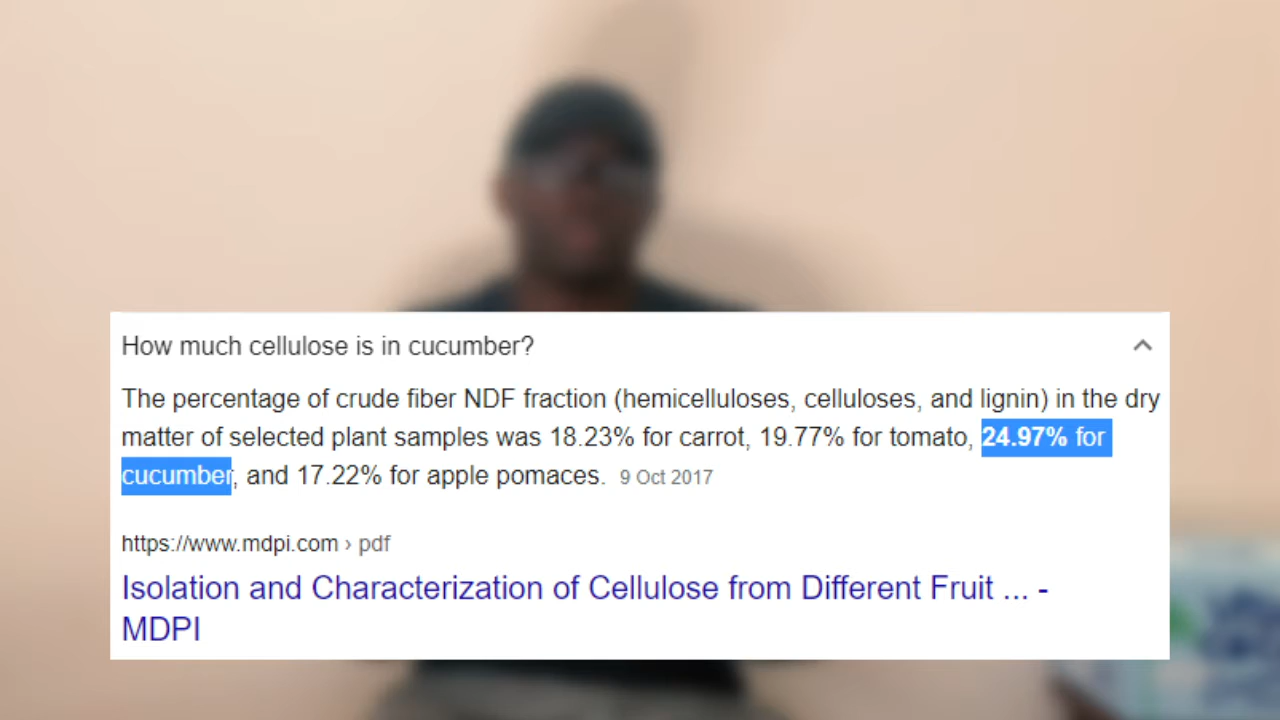 How much cellulose is in cucumber?
The percentage of crude fiber NDF fraction (hemicelluloses, celluloses, and lignin) in the dry
matter of selected plant samples was 18.23% for carrot, 19.77% for tomato, 24.97% for
cucumber, and 17.22% for apple pomaces. 9 Oct 2017
https://www.mdpi.com › pdf
Isolation and Characterization of Cellulose from Different Fruit ... -
MDPI